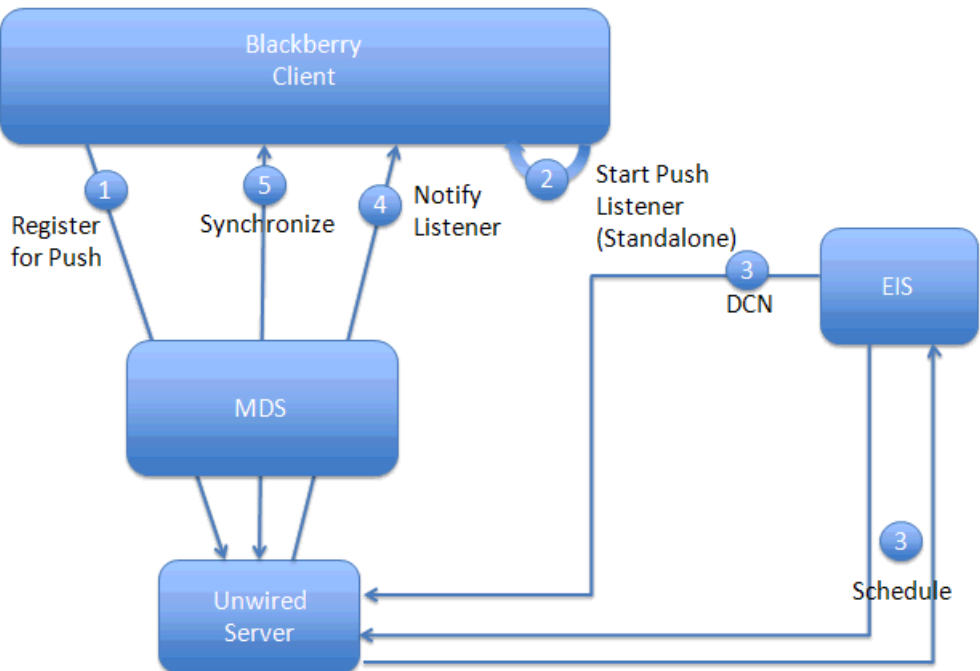 Blackberry
Client
1
Register
for Push
5
Synchronize
4
Notify
Listener
2
Start Push
Listener
(Standalone)
3
DCN
EIS
MDS
3
Schedule
Unwired
Server